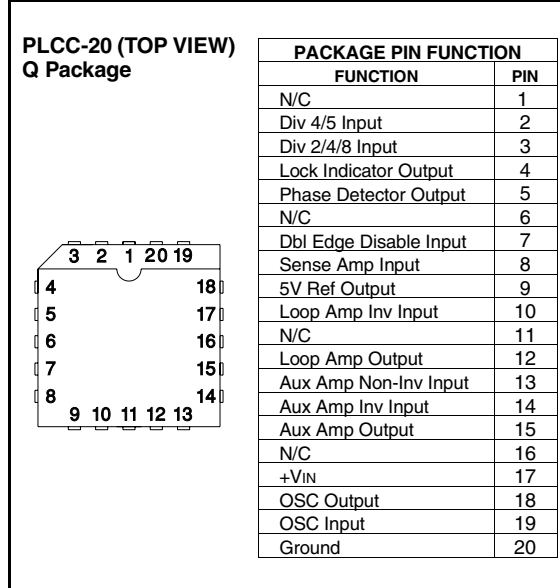 PLCC-20 (TOP VIEW)
Q Package
3 2 1 20 19
4 18
5 17
6 16
7 15
8 14
9 10 11 12 13
PACKAGE PIN FUNCTION
FUNCTION PIN
N/C 1
Div 4/5 Input 2
Div 2/4/8 Input 3
Lock Indicator Output 4
Phase Detector Output 5
N/C 6
Dbl Edge Disable Input 7
Sense Amp Input 8
5V Ref Output 9
Loop Amp Inv Input 10
N/C 11
Loop Amp Output 12
Aux Amp Non-Inv Input 13
Aux Amp Inv Input 14
Aux Amp Output 15
N/C 16
+VIN 17
OSC Output 18
OSC Input 19
Ground 20